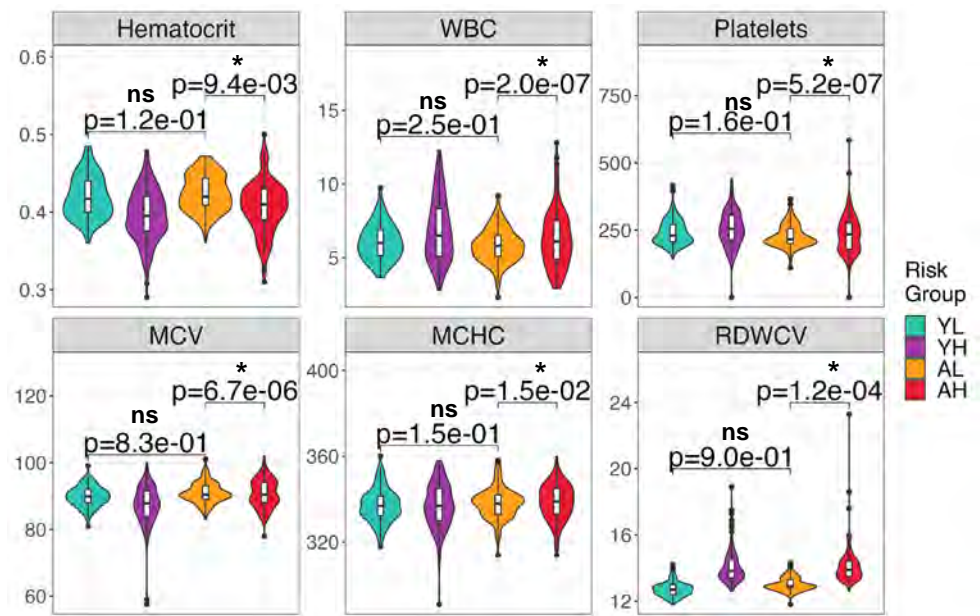 Hematocrit
WBC
Platelets
0.6
0.5
0.4
0.3
*
p=9.4e-03
ns
p=1.2e-01
15
10
5
*
p=2.0e-07
ns
p=2.5e-01
750
500
250
0
*
p=5.2e-07
ns
p=1.6e-01
MCV
MCHC
RDWCV
120
100
80
60
*
p=6.7e-06
ns
p=8.3e-01
400
360
320
*
p=1.5e-02
ns
p=1.5e-01
24
20
16
12
*
p=1.2e-04
ns
p=9.0e-01
Risk
Group
YL
YH
AL
AH